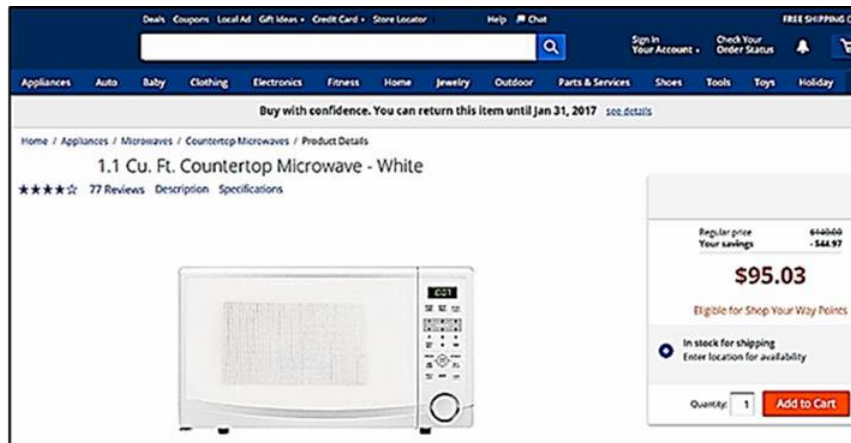 Deals Coupons Local Ad Gift Ideas Credit Card Store Locator Help Chat FREE SHIPPING
Sign In Your Account
Check Your Order Status
Appliances Auto Baby Clothing Electronics Fitness Home Jewelry Outdoor Parts & Services Shoes Tools Toys Holiday
Buy with confidence. You can return this item until Jan 31, 2017 see details
Home / Appliances / Microwaves / Countertop Microwaves / Product Details
1.1 Cu. Ft. Countertop Microwave - White
77 Reviews Description Specifications
Regular price
Your savings - $44.97
$95.03
Eligible for Shop Your Way Points
In stock for shipping
Enter location for availability
Quantity: 1 Add to Cart